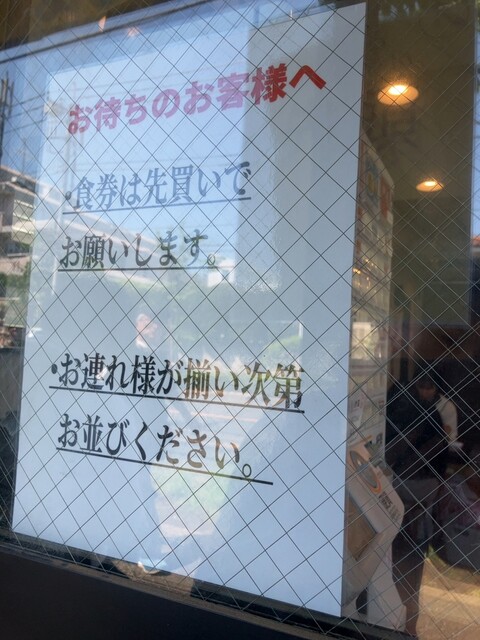 お待ちのお客様へ
・食券は先買いで
お願いします。
・お連れ様が揃い次第
お並びください。